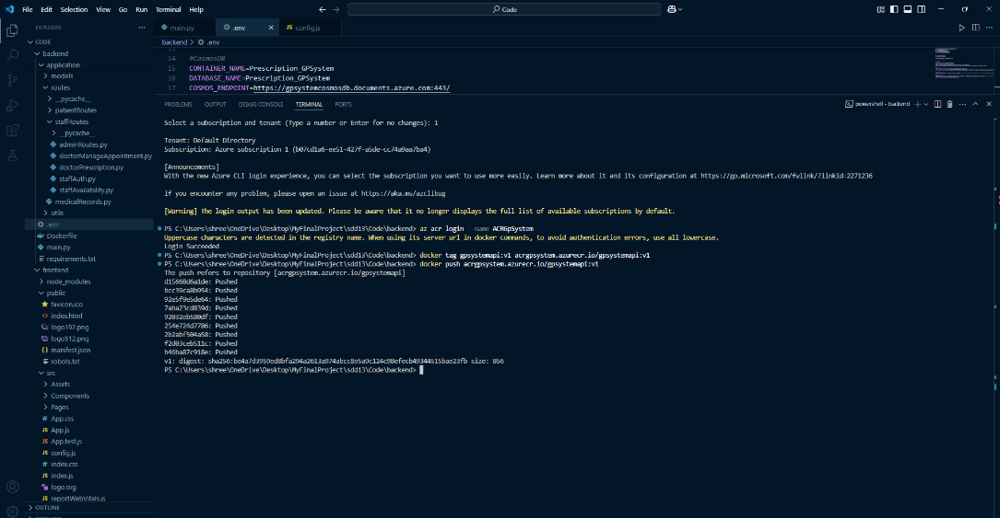 File Edit Selection View Go Run Terminal Help
Code
EXPLORER
CODE
backend
application
models
routes
__pycache__
patientRoutes
staffRoutes
__pycache__
adminRoutes.py
doctorManageAppointment.py
doctorPrescription.py
staffAuth.py
staffAvailability.py
medicalRecords.py
utils
.env
Dockerfile
main.py
requirements.txt
frontend
node_modules
public
favicon.ico
index.html
logo192.png
logo512.png
manifest.json
robots.txt
src
Assets
Components
Pages
App.css
App.js
App.test.js
config.js
index.css
index.js
logo.svg
reportWebVitals.js
OUTLINE
main.py
.env
config.js
backend > .env
14 #CosmosDB
15 CONTAINER_NAME=Prescription_GPSystem
16 DATABASE_NAME=Prescription_GPSystem
17 COSMOS_ENDPOINT=https://gpsystemcosmosdb.documents.azure.com:443/
PROBLEMS OUTPUT DEBUG CONSOLE TERMINAL PORTS
powershell - backend
Select a subscription and tenant (Type a number or Enter for no changes): 1
Tenant: Default Directory
Subscription: Azure subscription 1 (b07cd1a6-ee51-427f-a5de-cc74a9aa7ba4)
[Announcements]
With the new Azure CLI login experience, you can select the subscription you want to use more easily. Learn more about it and its configuration at https://go.microsoft.com/fwlink/?linkid=2271236
If you encounter any problem, please open an issue at https://aka.ms/azclibug
[Warning] The login output has been updated. Please be aware that it no longer displays the full list of available subscriptions by default.
PS C:\Users\shree\OneDrive\Desktop\MyFinalProject\sdd13\Code\backend> az acr login --name ACRGpSystem
Uppercase characters are detected in the registry name. When using its server url in docker commands, to avoid authentication errors, use all lowercase.
Login Succeeded
PS C:\Users\shree\OneDrive\Desktop\MyFinalProject\sdd13\Code\backend> docker tag gpsystemapi:v1 acrgpsystem.azurecr.io/gpsystemapi:v1
PS C:\Users\shree\OneDrive\Desktop\MyFinalProject\sdd13\Code\backend> docker push acrgpsystem.azurecr.io/gpsystemapi:v1
The push refers to repository [acrgpsystem.azurecr.io/gpsystemapi]
d15668d6a1de: Pushed
bcc39ca8b954: Pushed
92e5f9e5de64: Pushed
7aba23cd839d: Pushed
92032eb580df: Pushed
254e724d7786: Pushed
2b2abf504a58: Pushed
f2d03ceb511c: Pushed
b46ba87c918e: Pushed
v1: digest: sha256:be4a7d3959ed8bfa294a2613a974abcc8e5a9c124c98efecb49344515bae23fb size: 856
PS C:\Users\shree\OneDrive\Desktop\MyFinalProject\sdd13\Code\backend>